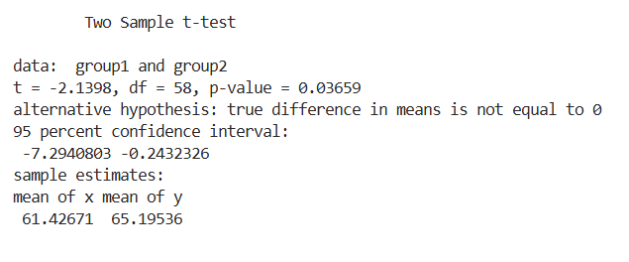 Two Sample t-test
data:  group1 and group2
t = -2.1398, df = 58, p-value = 0.03659
alternative hypothesis: true difference in means is not equal to 0
95 percent confidence interval:
 -7.2940803 -0.2432326
sample estimates:
mean of x mean of y
 61.42671  65.19536